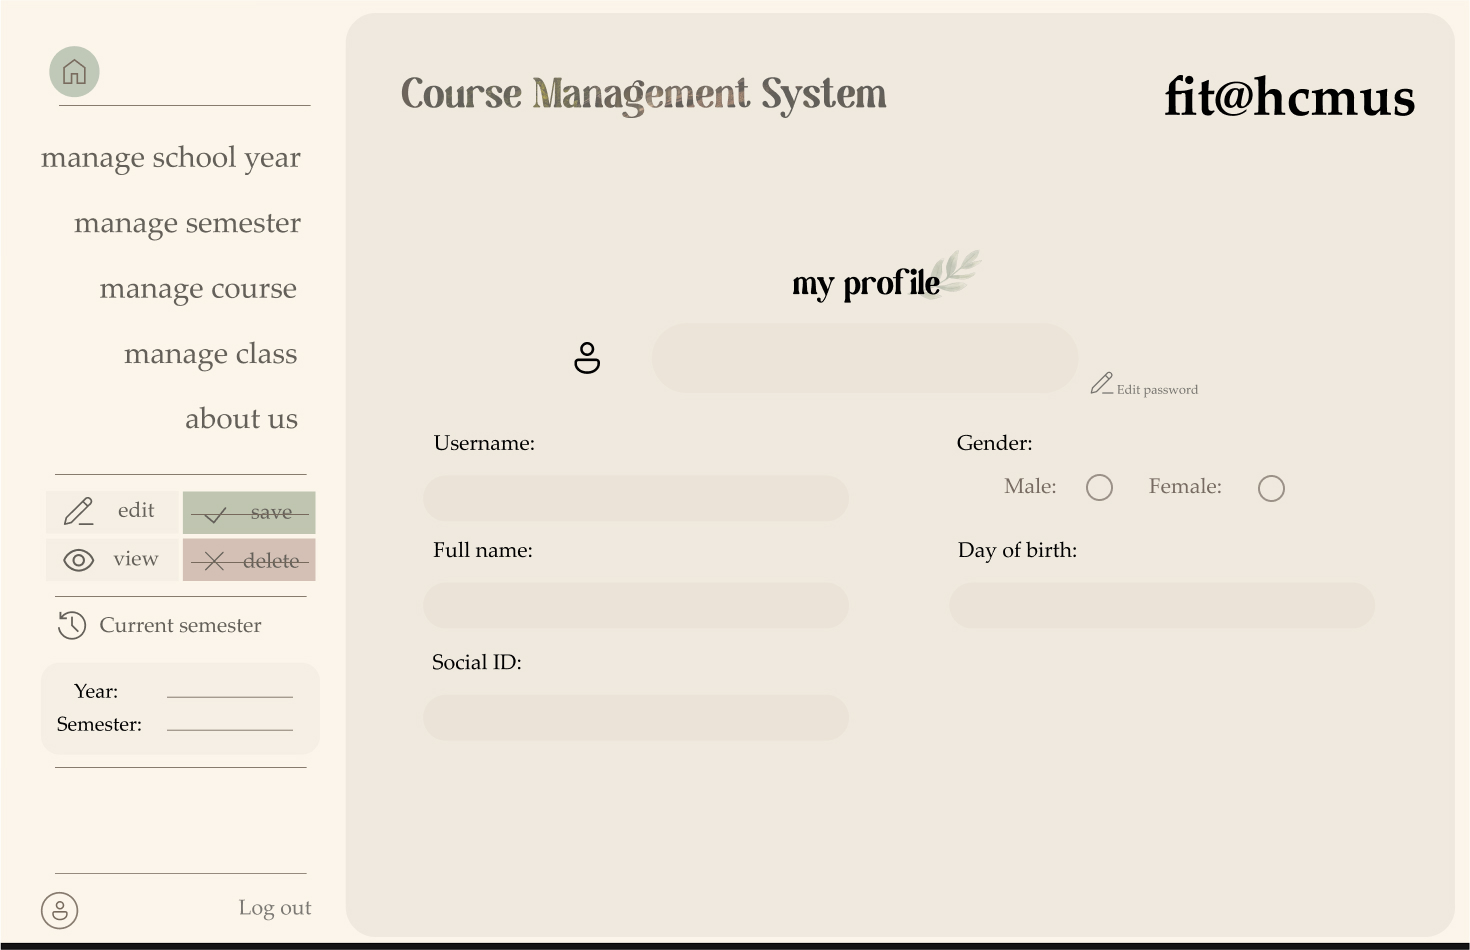 Course Management System
fit@hcmus
manage school year
manage semester
manage course
manage class
about us
edit
save
view
delete
Current semester
Year:
Semester:
Log out
my profile
Edit password
Username:
Gender:
Male:
Female:
Full name:
Day of birth:
Social ID: